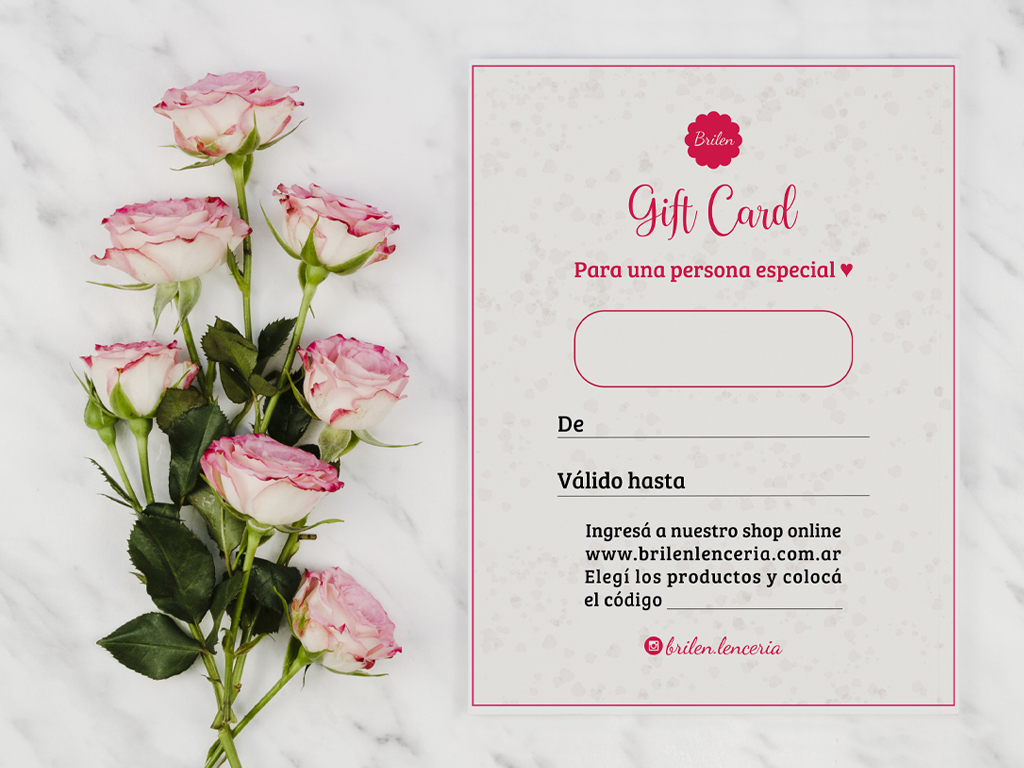 Brilen
Gift Card
Para una persona especial ♥
De
Válido hasta
Ingresá a nuestro shop online
www.brilenlenceria.com.ar
Elegí los productos y colocá
el código
brilen.lenceria